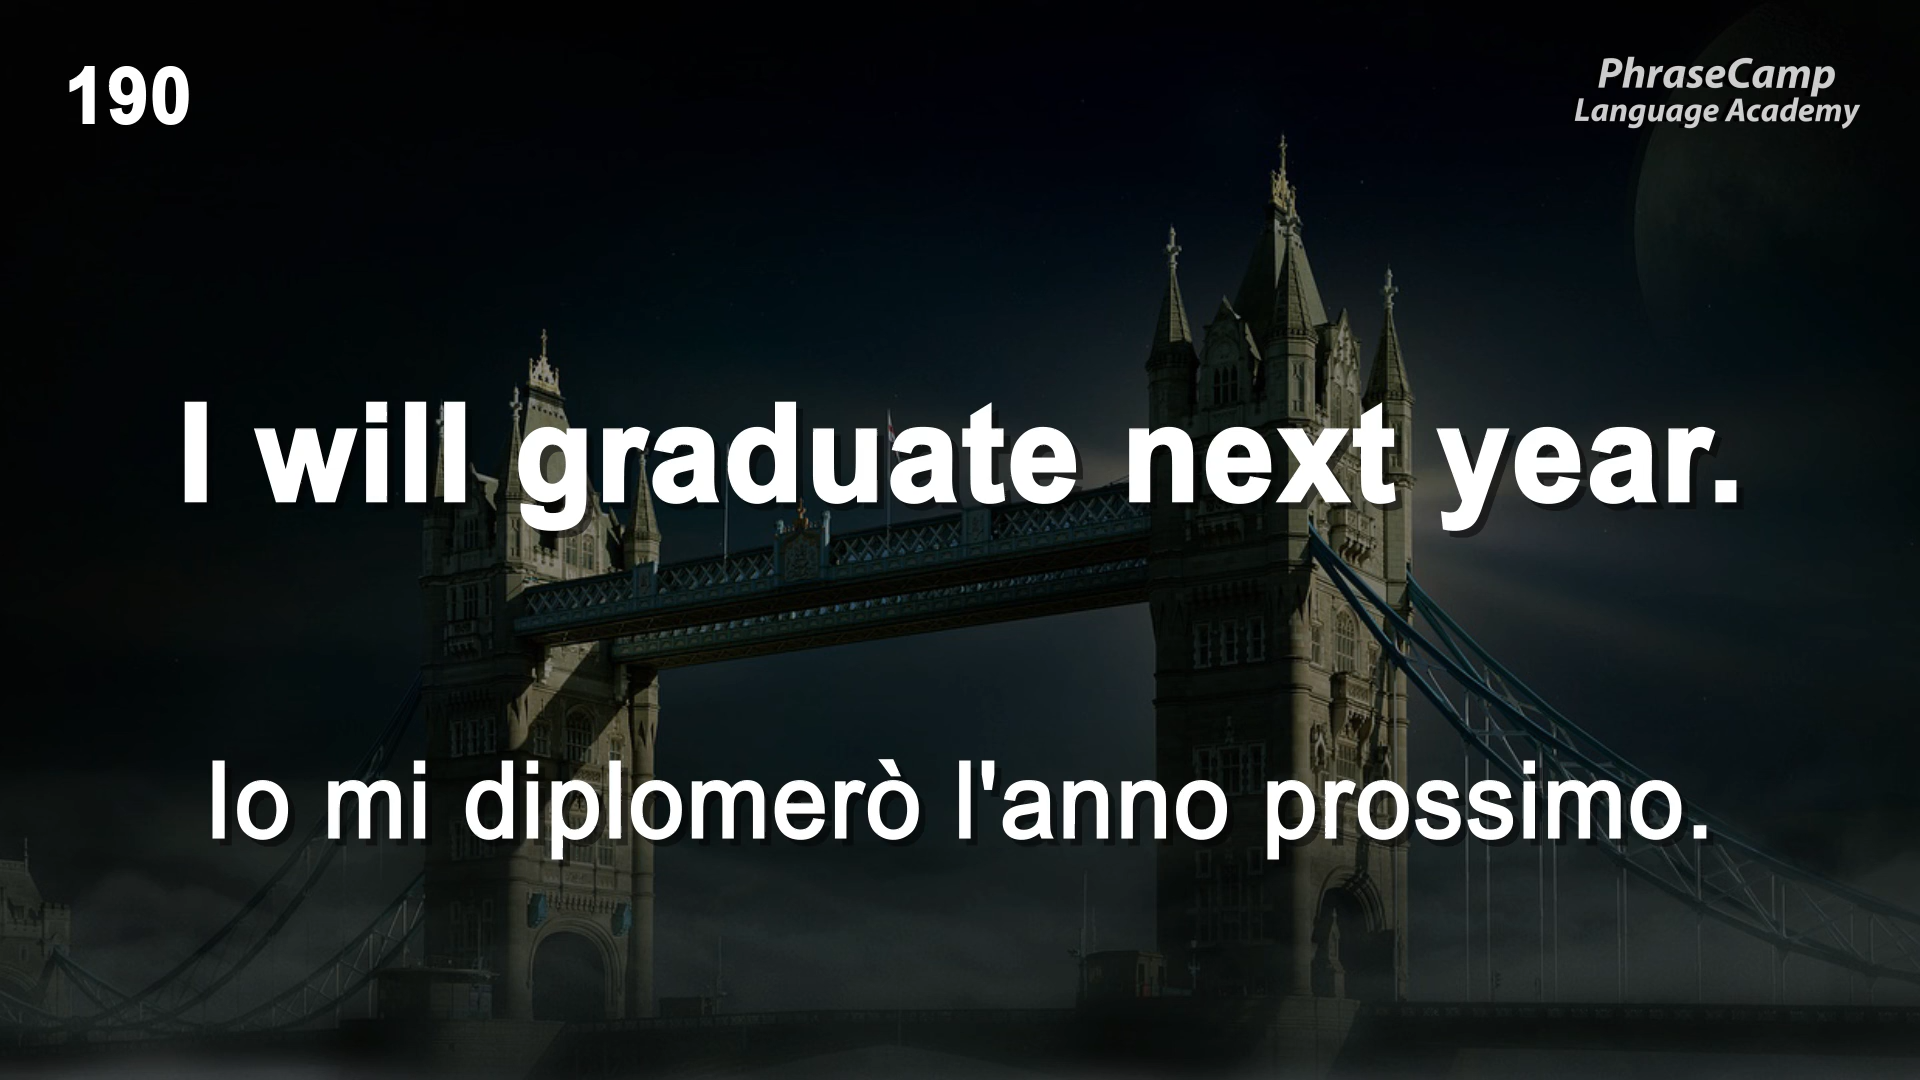 190
PhraseCamp
Language Academy
I will graduate next year.
Io mi diplomerò l'anno prossimo.